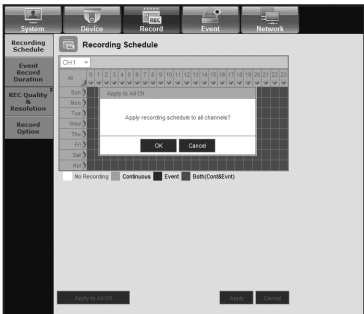 REC
System
Device
Record
Event
Network
Recording
Schedule
Event
Record
Duration
REC Quality
&
Resolution
Record
Option
Recording Schedule
CH1
All
0 1 2 3 4 5 6 7 8 9 10 11 12 13 14 15 16 17 18 19 20 21 22 23
Sun
Mon
Tue
Wed
Thu
Fri
Sat
Hol
Apply to All CH
Apply recording schedule to all channels?
OK
Cancel
No Recording
Continuous
Event
Both(Cont&Evnt)
Apply to All CH
Apply
Cancel